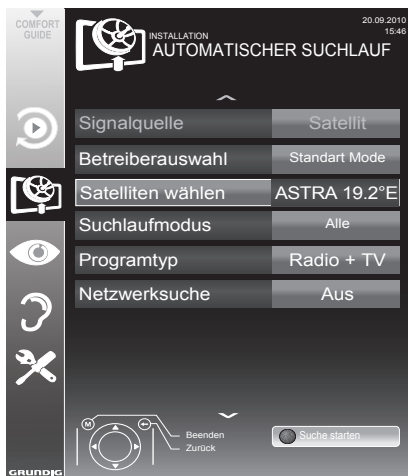 COMFORT
GUIDE
20.09.2010
15:46
INSTALLATION
AUTOMATISCHER SUCHLAUF
Signalquelle Satellit
Betreiberauswahl Standart Mode
Satelliten wählen ASTRA 19.2°E
Suchlaufmodus Alle
Programtyp Radio + TV
Netzwerksuche Aus
M
Beenden
Zurück
Suche starten
GRUNDIG